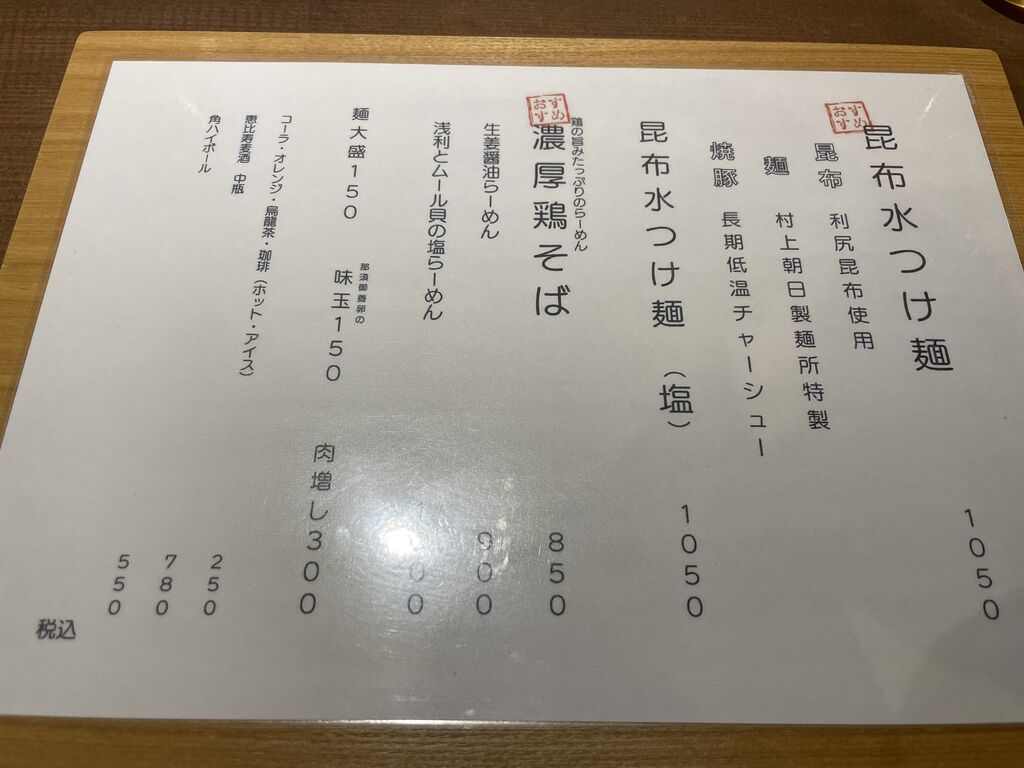 おすすめ
昆布水つけ麺 1050
昆布 利尻昆布使用
麺 村上朝日製麺所特製
焼豚 長期低温チャーシュー
昆布水つけ麺(塩) 1050
鶏の旨みたっぷりのらーめん
おすすめ
濃厚鶏そば 850
生姜醤油らーめん 900
浅利とムール貝の塩らーめん
麺大盛150
那須御養卵の
味玉150
肉増し300
コーラ・オレンジ・烏龍茶・珈琲(ホット・アイス) 250
恵比寿麦酒 中瓶 780
角ハイボール 550
税込